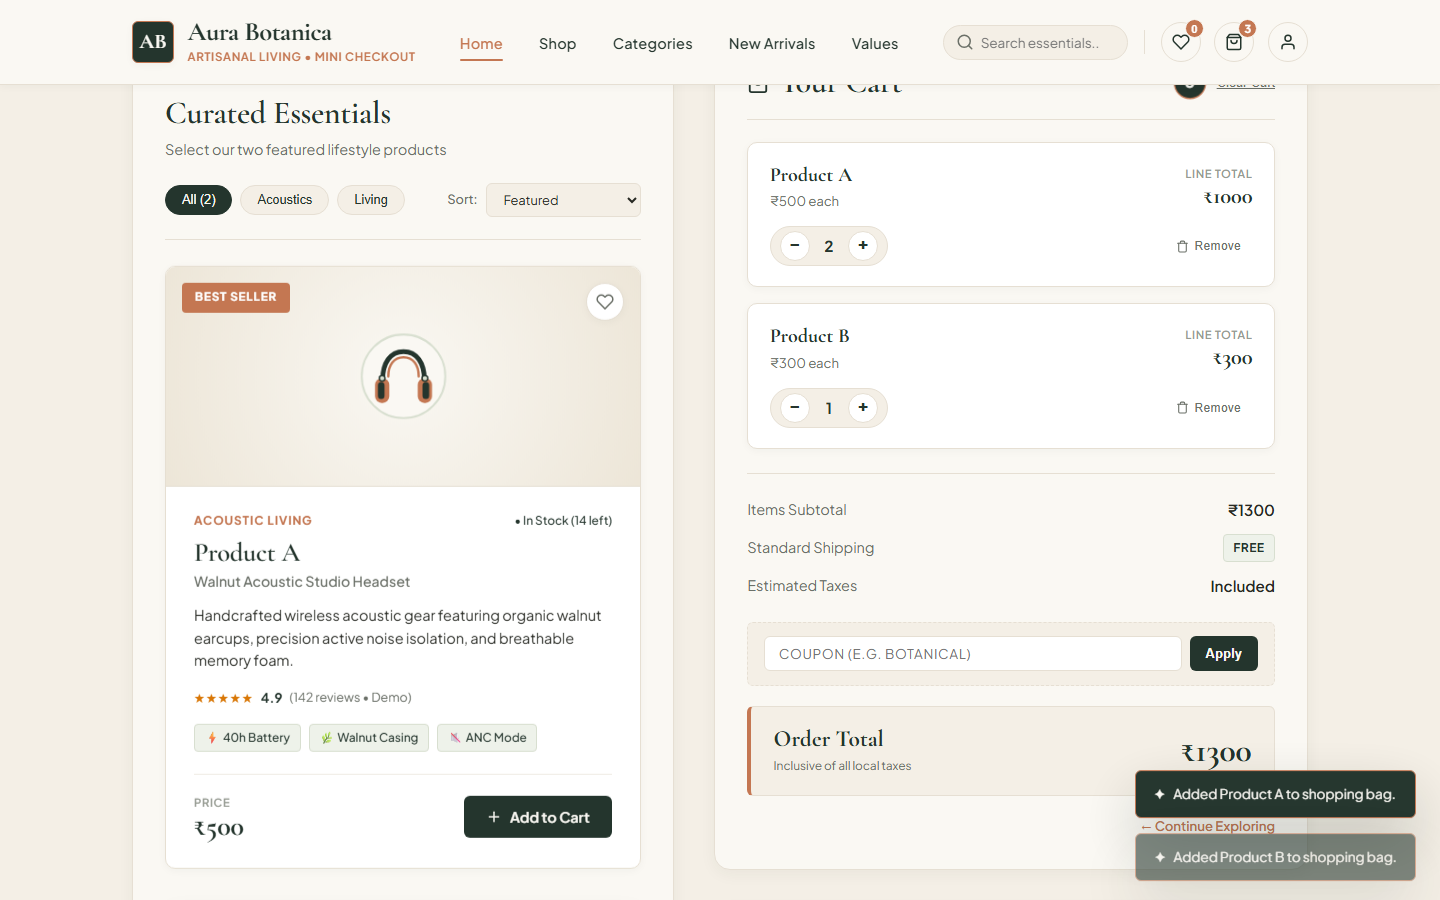 AB
Aura Botanica
ARTISANAL LIVING • MINI CHECKOUT
Home
Shop
Categories
New Arrivals
Values
Search essentials..
0
3
Curated Essentials
Select our two featured lifestyle products
All (2)
Acoustics
Living
Sort:
Featured
BEST SELLER
ACOUSTIC LIVING
• In Stock (14 left)
Product A
Walnut Acoustic Studio Headset
Handcrafted wireless acoustic gear featuring organic walnut
earcups, precision active noise isolation, and breathable
memory foam.
★★★★★ 4.9 (142 reviews • Demo)
40h Battery
Walnut Casing
ANC Mode
PRICE
₹500
+ Add to Cart
Your Cart
Clear Cart
Product A
₹500 each
LINE TOTAL
₹1000
− 2 +
Remove
Product B
₹300 each
LINE TOTAL
₹300
− 1 +
Remove
Items Subtotal
₹1300
Standard Shipping
FREE
Estimated Taxes
Included
COUPON (E.G. BOTANICAL)
Apply
Order Total
Inclusive of all local taxes
₹1300
✦ Added Product A to shopping bag.
← Continue Exploring
✦ Added Product B to shopping bag.